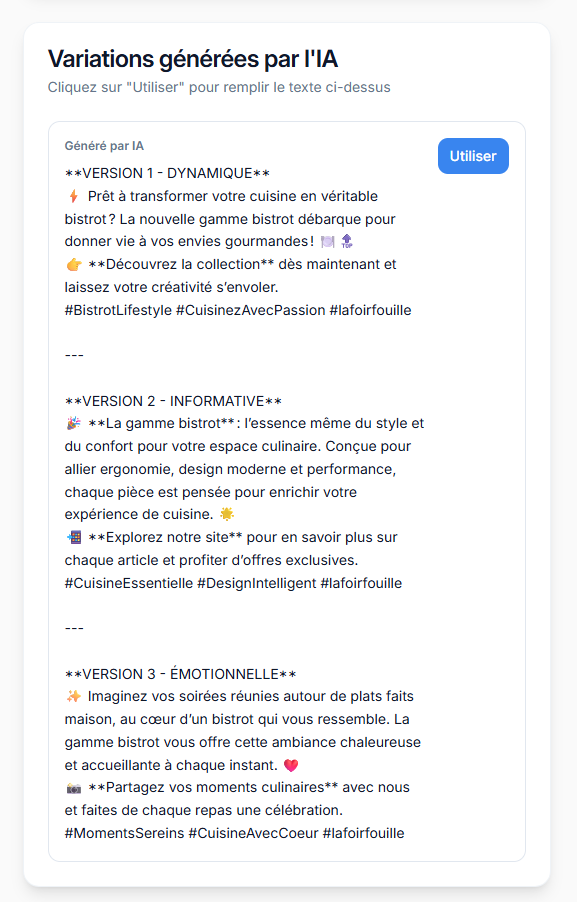 Variations générées par l'IA
Cliquez sur "Utiliser" pour remplir le texte ci-dessus
Généré par IA
Utiliser
**VERSION 1 - DYNAMIQUE**
⚡ Prêt à transformer votre cuisine en véritable
bistrot ? La nouvelle gamme bistrot débarque pour
donner vie à vos envies gourmandes ! 🍽️ 🔝
👉 **Découvrez la collection** dès maintenant et
laissez votre créativité s’envoler.
#BistrotLifestyle #CuisinezAvecPassion #lafoirfouille
---
**VERSION 2 - INFORMATIVE**
🎉 **La gamme bistrot** : l’essence même du style et
du confort pour votre espace culinaire. Conçue pour
allier ergonomie, design moderne et performance,
chaque pièce est pensée pour enrichir votre
expérience de cuisine. 🌟
📲 **Explorez notre site** pour en savoir plus sur
chaque article et profiter d’offres exclusives.
#CuisineEssentielle #DesignIntelligent #lafoirfouille
---
**VERSION 3 - ÉMOTIONNELLE**
✨ Imaginez vos soirées réunies autour de plats faits
maison, au cœur d’un bistrot qui vous ressemble. La
gamme bistrot vous offre cette ambiance chaleureuse
et accueillante à chaque instant. ❤️
📸 **Partagez vos moments culinaires** avec nous
et faites de chaque repas une célébration.
#MomentsSereins #CuisineAvecCoeur #lafoirfouille